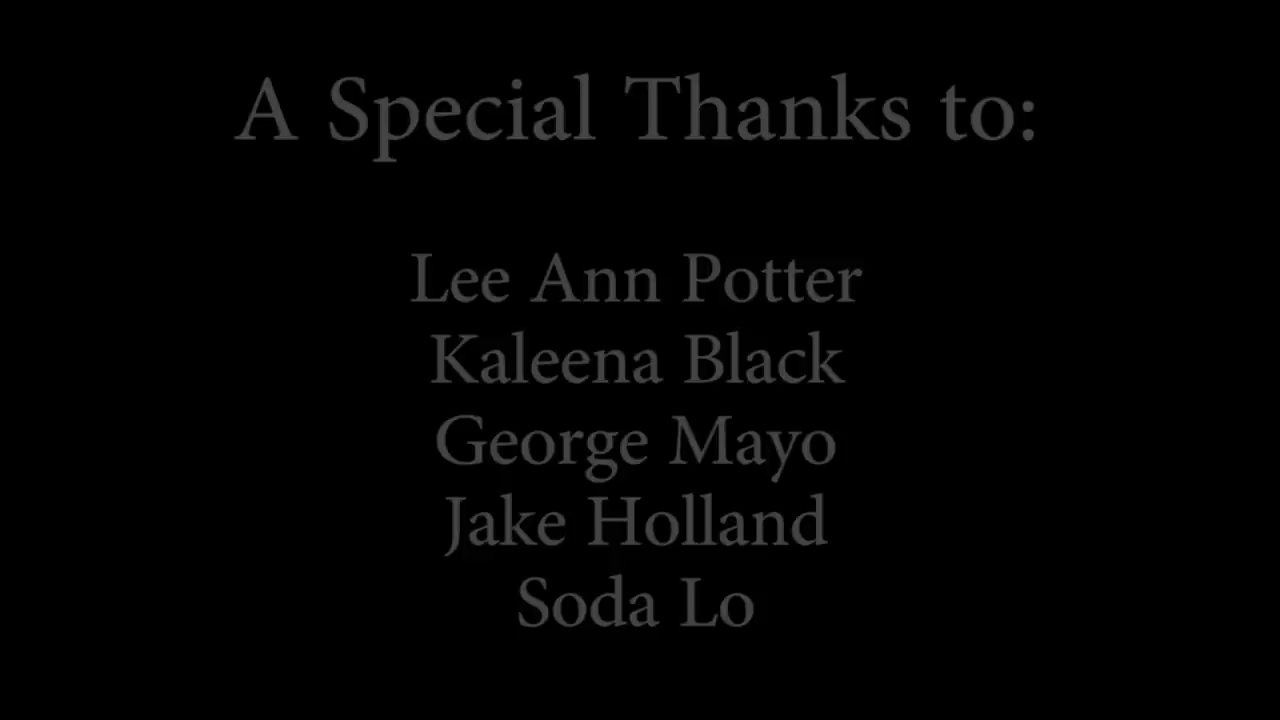 A Special Thanks to:
Lee Ann Potter
Kaleena Black
George Mayo
Jake Holland
Soda Lo